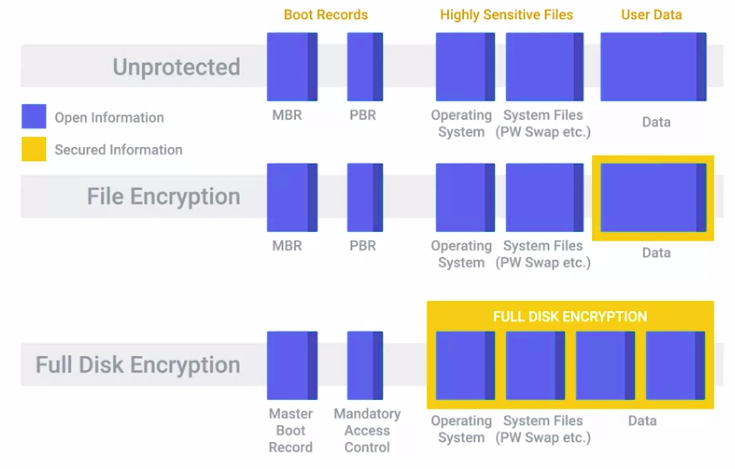 Boot Records
Highly Sensitive Files
User Data
Unprotected
MBR
PBR
Operating
System
System Files
(PW Swap etc.)
Data
Open Information
Secured Information
File Encryption
MBR
PBR
Operating
System
System Files
(PW Swap etc.)
Data
FULL DISK ENCRYPTION
Full Disk Encryption
Master
Boot
Record
Mandatory
Access
Control
Operating
System
System Files
(PW Swap etc.)
Data